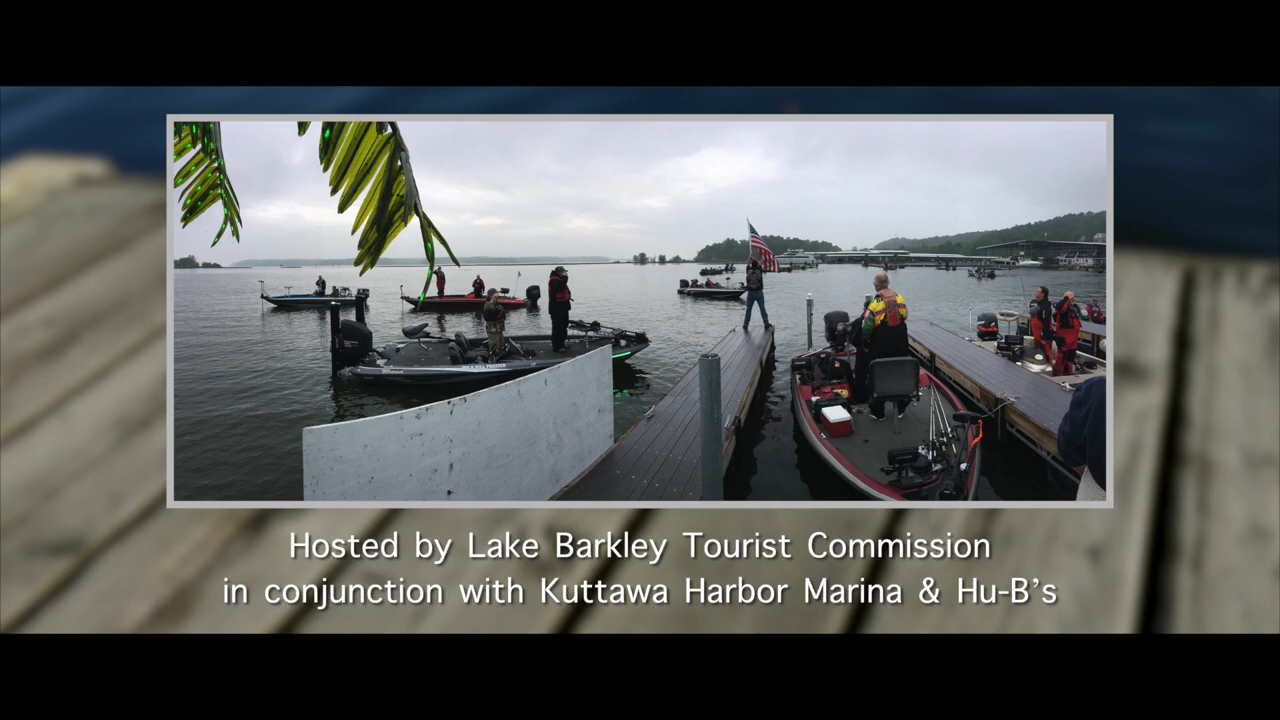 Hosted by Lake Barkley Tourist Commission
in conjunction with Kuttawa Harbor Marina & Hu-B’s